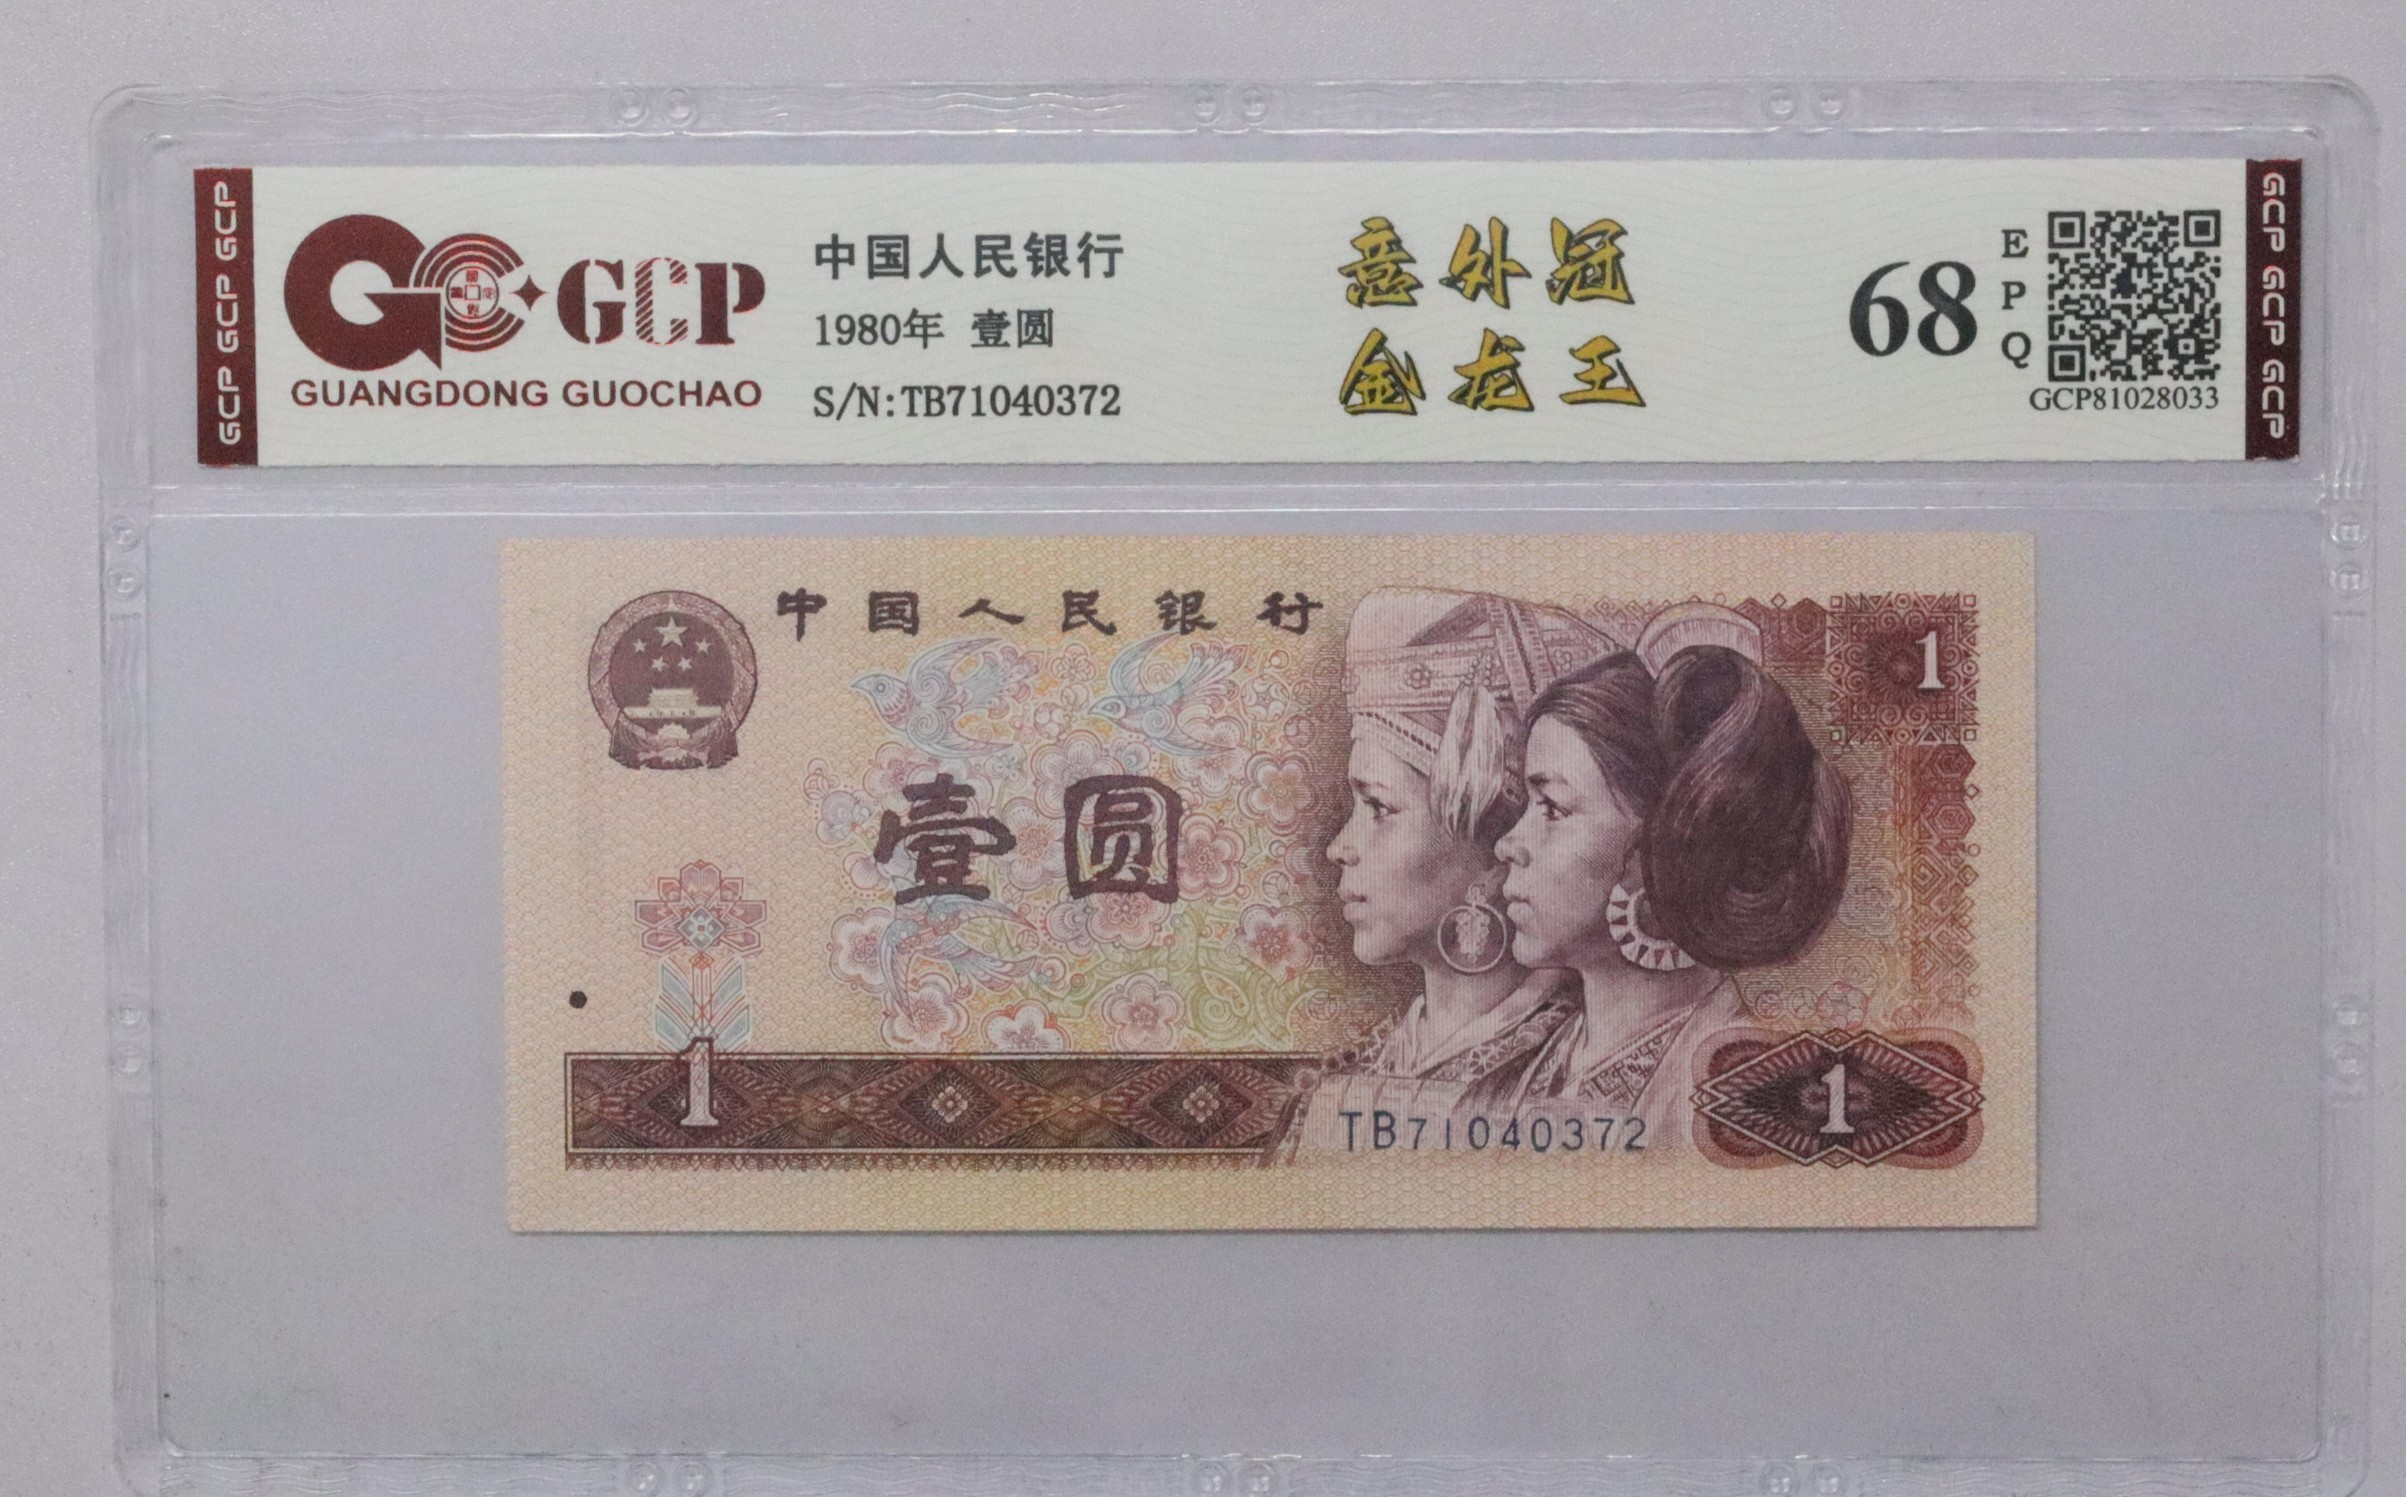 GCP GCP GCP
GCP
GUANGDONG GUOCHAO
中国人民银行
1980年 壹圆
S/N:TB71040372
意外冠
金龙王
68
EPQ
GCP81028033
GCP GCP GCP
中国人民银行
1
壹圆
1
TB71040372
1